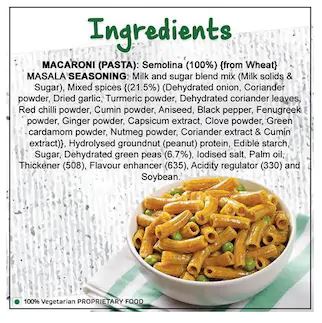 Ingredients
MACARONI (PASTA): Semolina (100%) {from Wheat}
MASALA SEASONING: Milk and sugar blend mix (Milk solids &
Sugar), Mixed spices {(21.5%) (Dehydrated onion, Coriander
powder, Dried garlic, Turmeric powder, Dehydrated coriander leaves,
Red chilli powder, Cumin powder, Aniseed, Black pepper, Fenugreek
powder, Ginger powder, Capsicum extract, Clove powder, Green
cardamom powder, Nutmeg powder, Coriander extract & Cumin
extract)}, Hydrolysed groundnut (peanut) protein, Edible starch,
Sugar, Dehydrated green peas (6.7%), Iodised salt, Palm oil,
Thickener (508), Flavour enhancer (635), Acidity regulator (330) and
Soybean.
100% Vegetarian PROPRIETARY FOOD